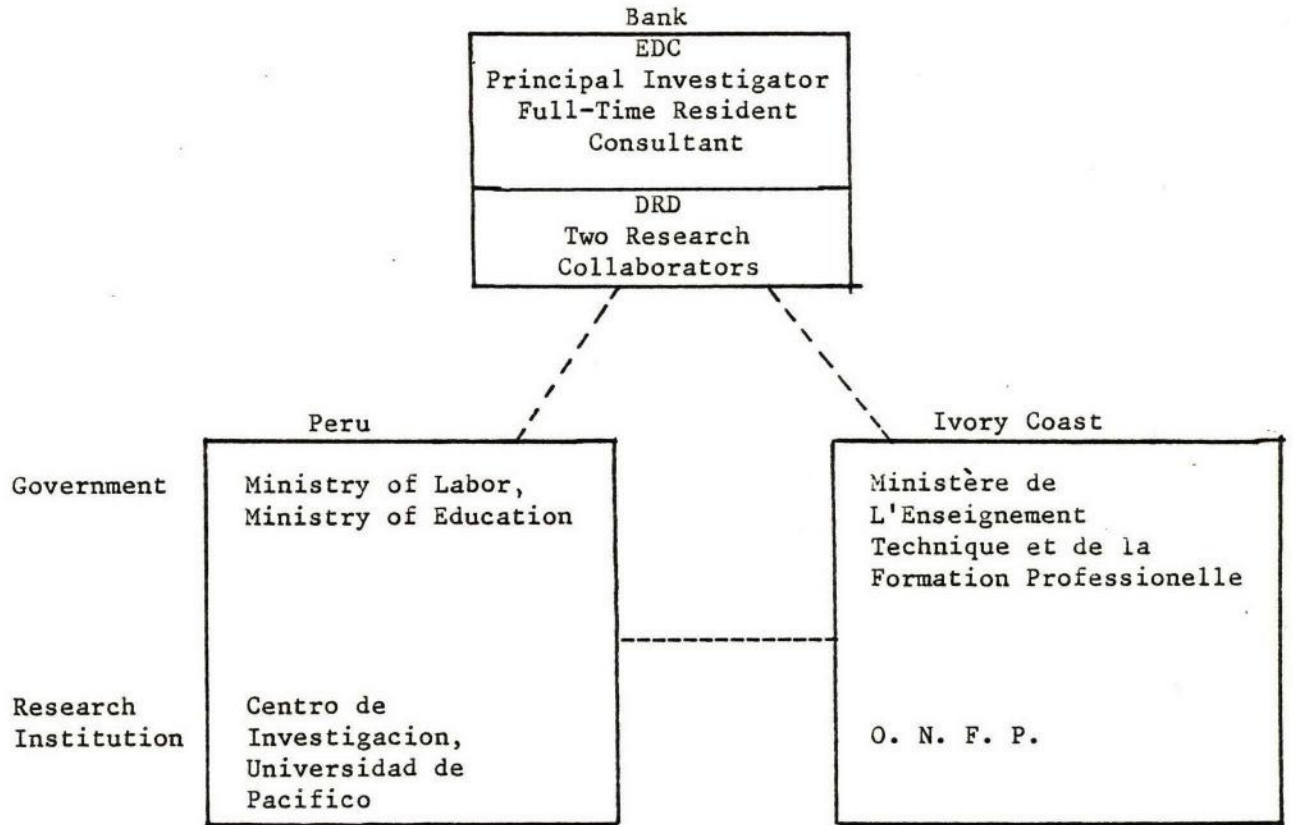 Bank
EDC
Principal Investigator
Full-Time Resident
Consultant
DRD
Two Research
Collaborators
Peru
Government
Ministry of Labor,
Ministry of Education
Research
Institution
Centro de
Investigacion,
Universidad de
Pacifico
Ivory Coast
Ministère de
L'Enseignement
Technique et de la
Formation Professionelle
O. N. F. P.